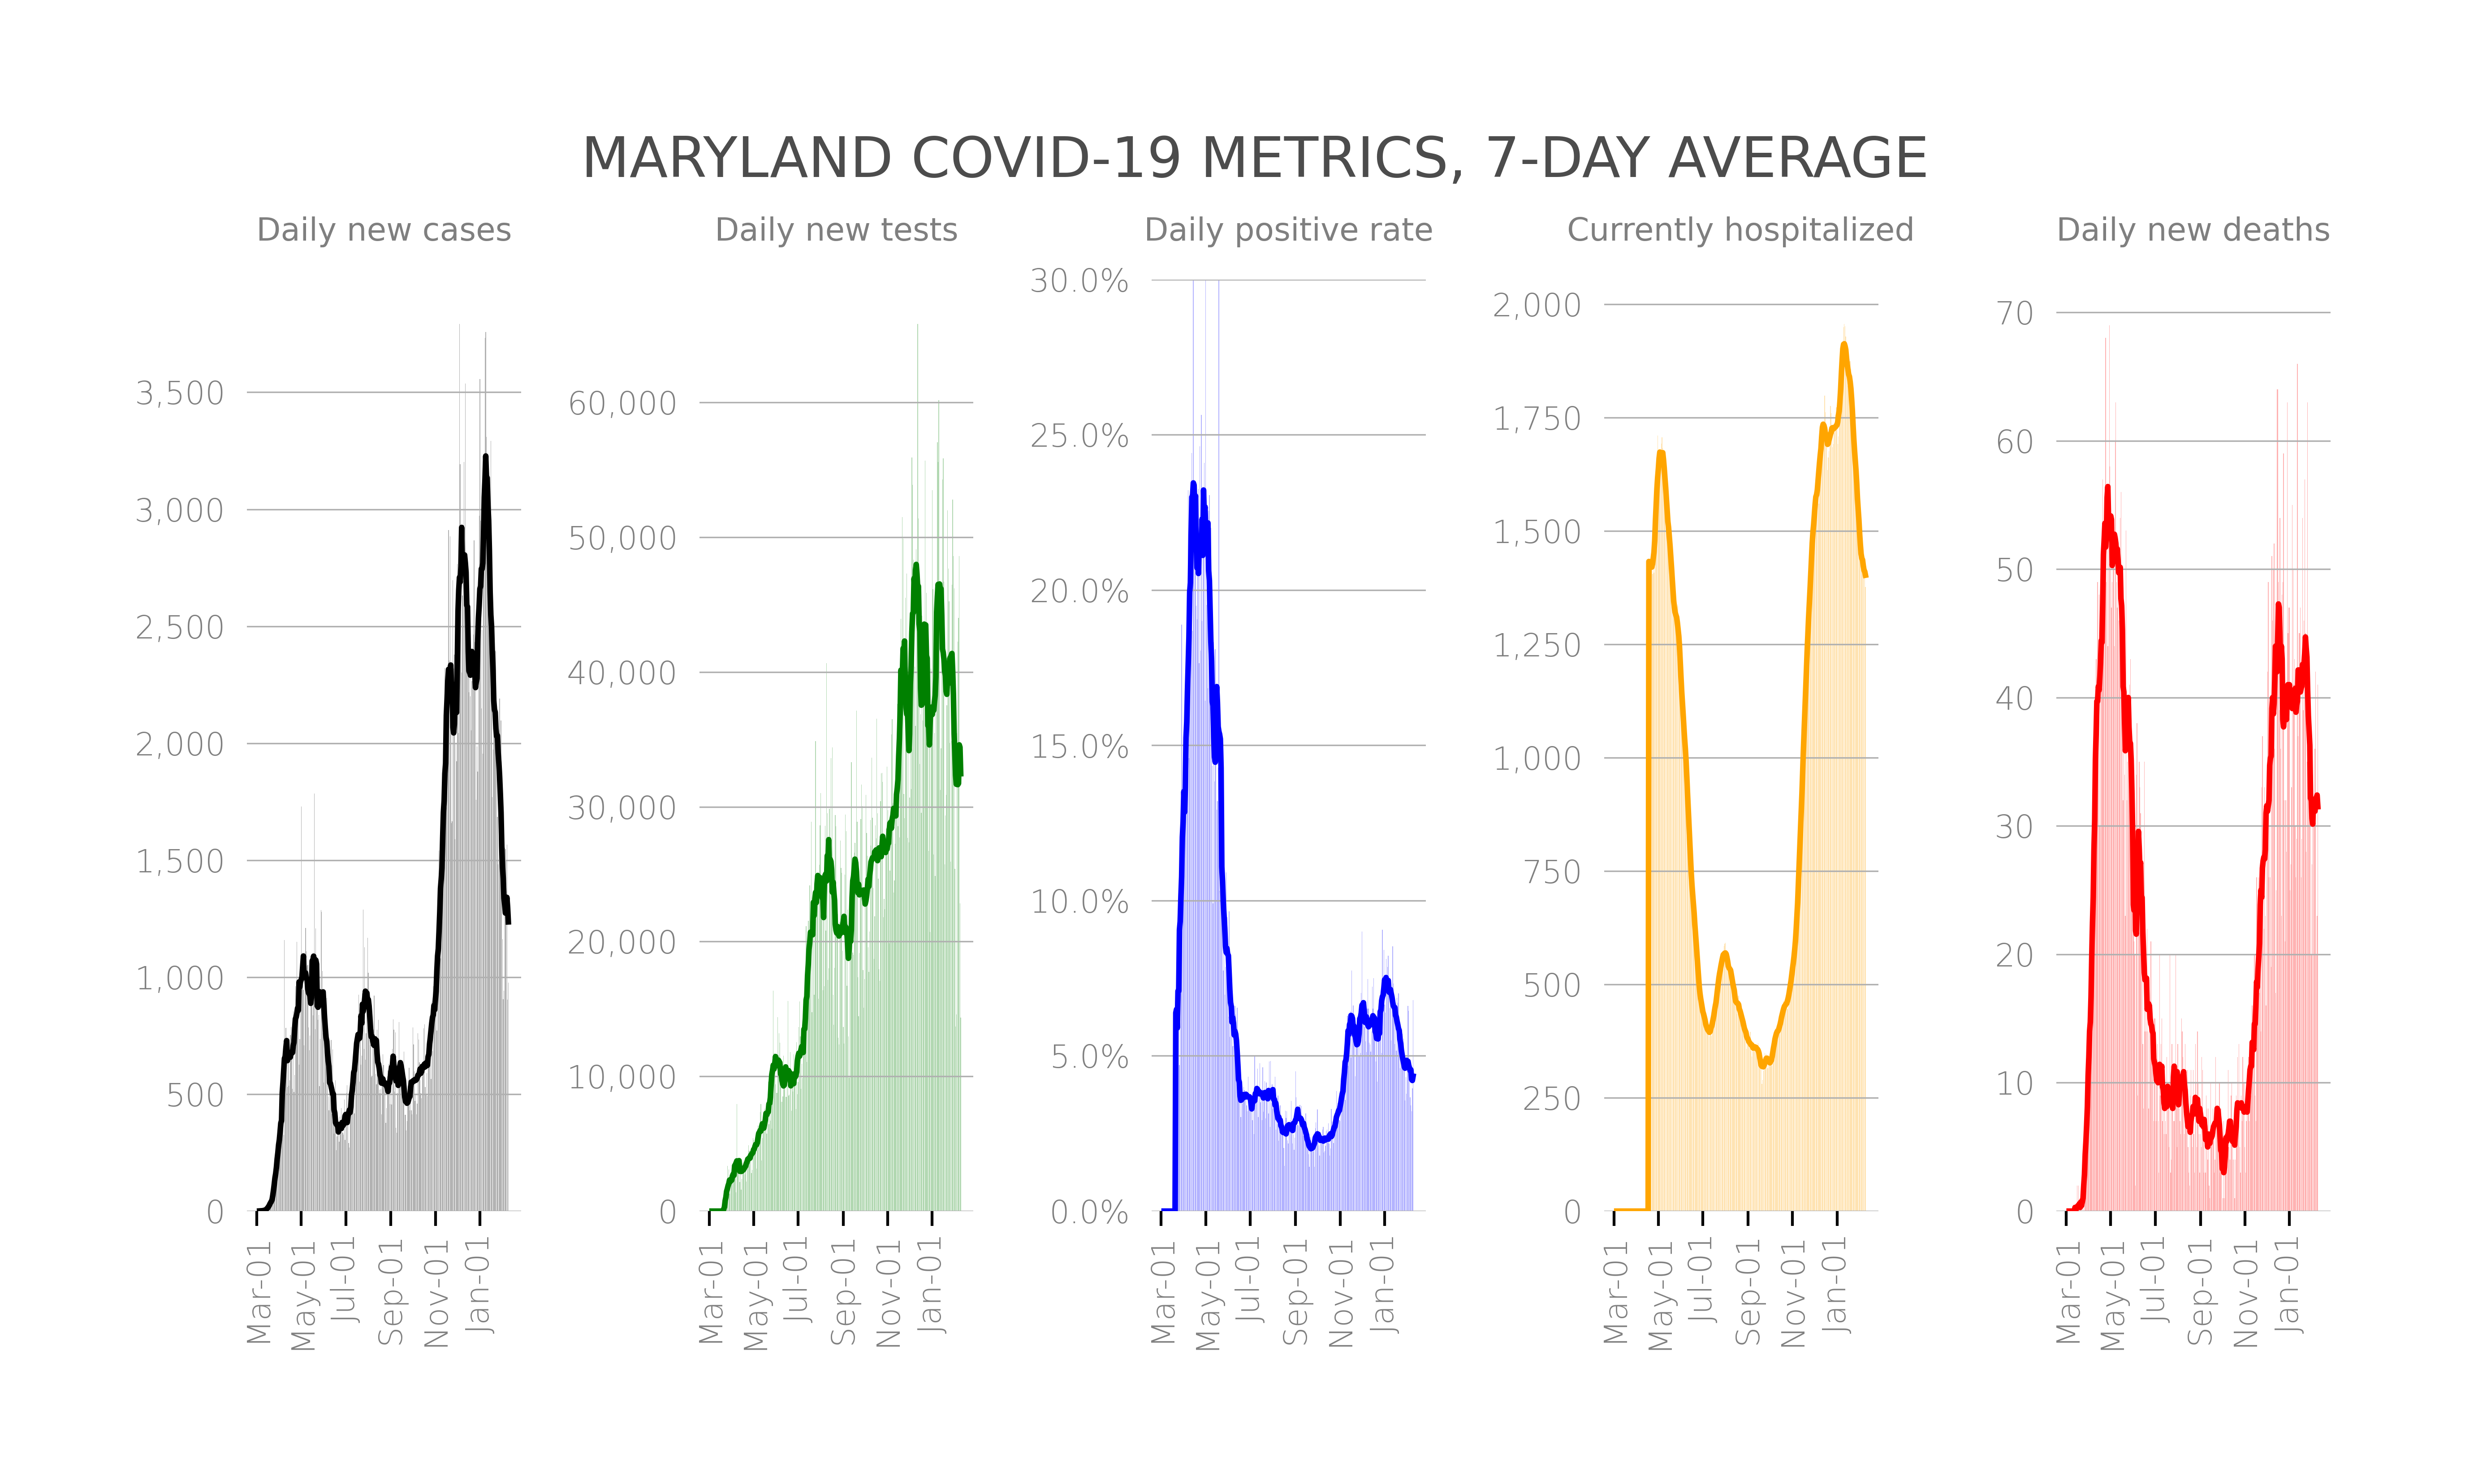 MARYLAND COVID-19 METRICS, 7-DAY AVERAGE
Daily new cases
3,500
3,000
2,500
2,000
1,500
1,000
500
0
Mar-01
May-01
Jul-01
Sep-01
Nov-01
Jan-01
Daily new tests
60,000
50,000
40,000
30,000
20,000
10,000
0
Mar-01
May-01
Jul-01
Sep-01
Nov-01
Jan-01
Daily positive rate
30.0%
25.0%
20.0%
15.0%
10.0%
5.0%
0.0%
Mar-01
May-01
Jul-01
Sep-01
Nov-01
Jan-01
Currently hospitalized
2,000
1,750
1,500
1,250
1,000
750
500
250
0
Mar-01
May-01
Jul-01
Sep-01
Nov-01
Jan-01
Daily new deaths
70
60
50
40
30
20
10
0
Mar-01
May-01
Jul-01
Sep-01
Nov-01
Jan-01